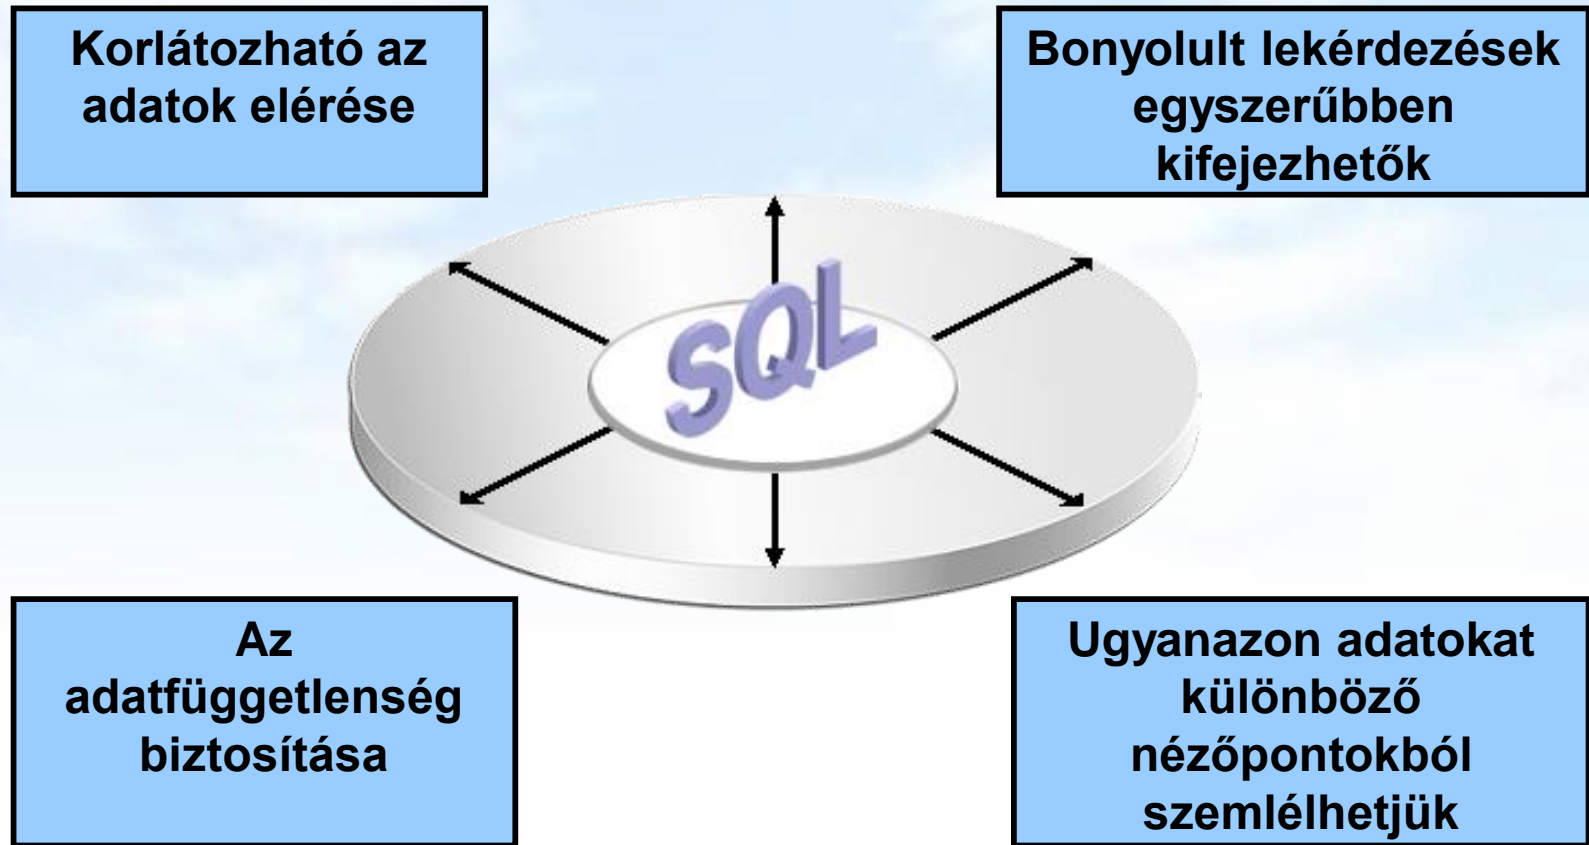 Korlátozható az
adatok elérése
Bonyolult lekérdezések
egyszerűbben
kifejezhetők
SQL
Az
adatfüggetlenség
biztosítása
Ugyanazon adatokat
különböző
nézőpontokból
szemlélhetjük